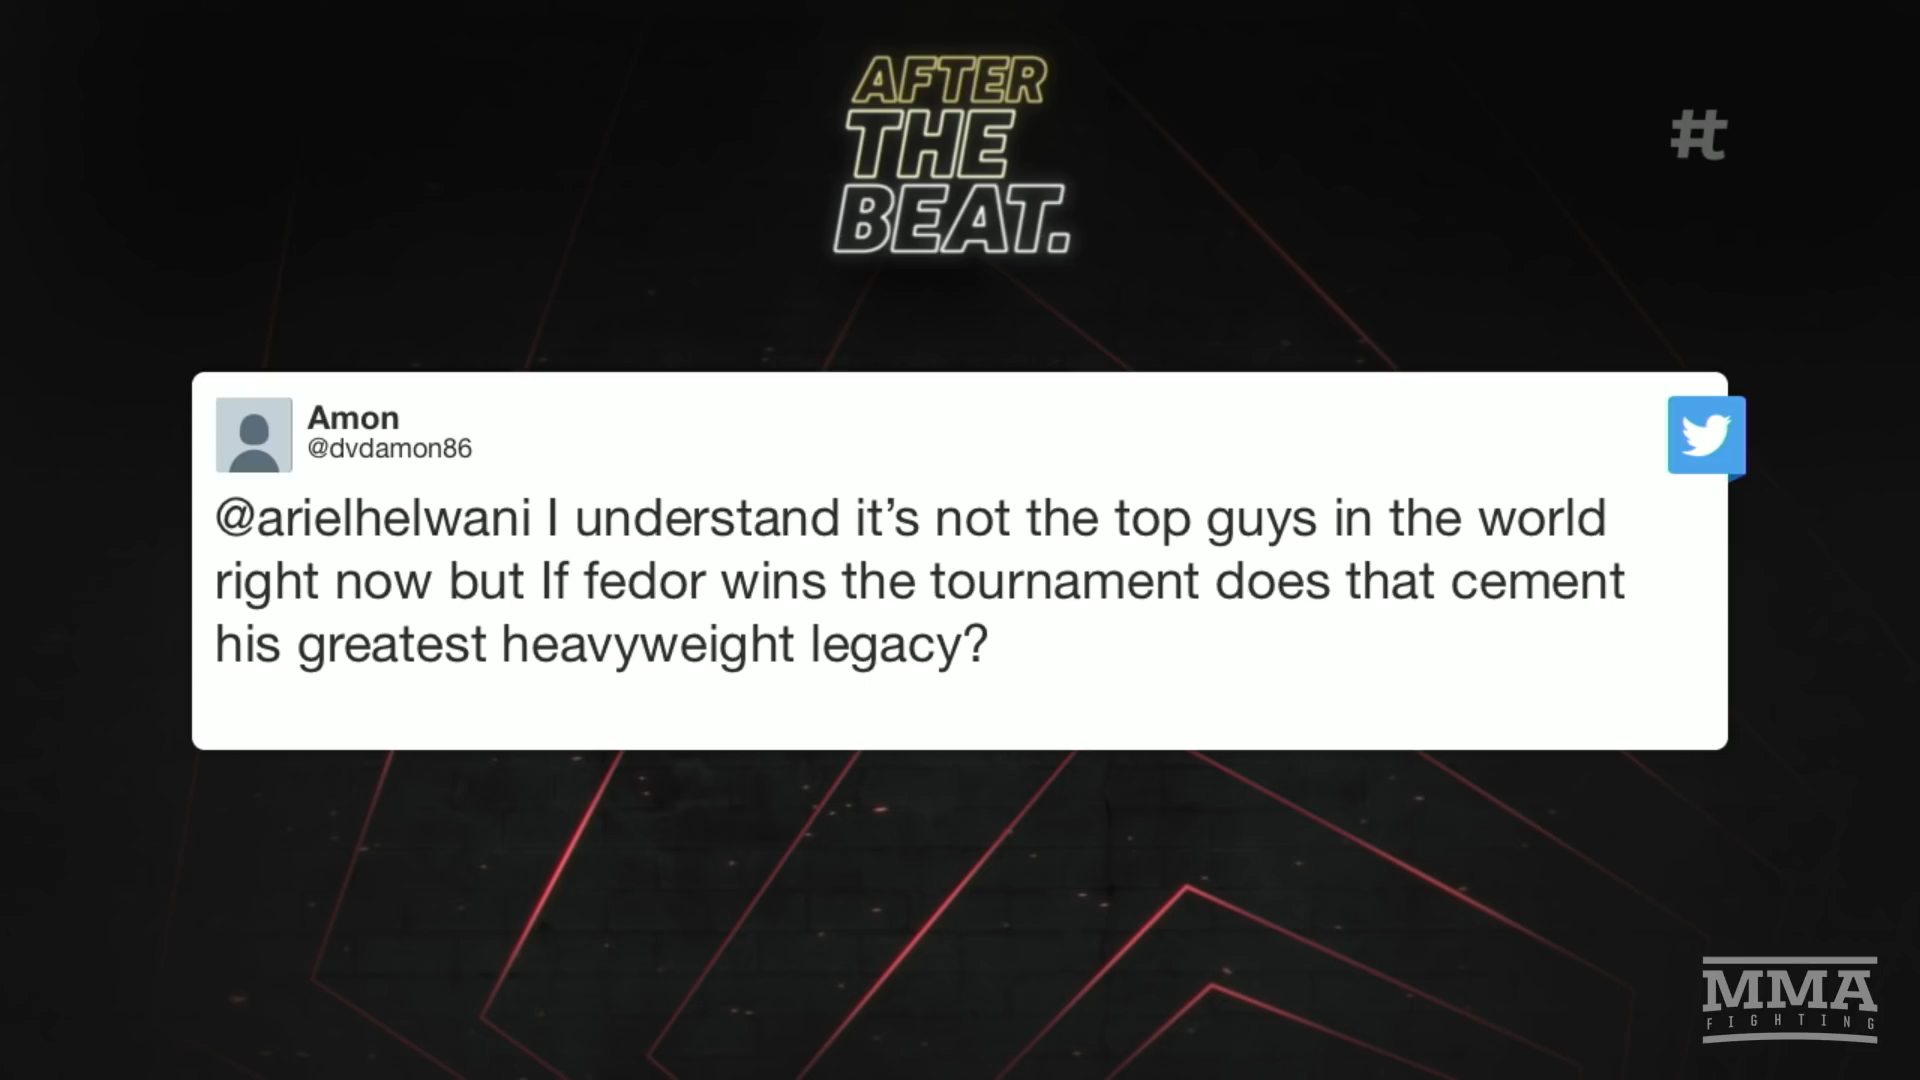 AFTER
THE
BEAT.
#t
Amon
@dvdamon86
@arielhelwani I understand it’s not the top guys in the world
right now but If fedor wins the tournament does that cement
his greatest heavyweight legacy?
MMA
FIGHTING